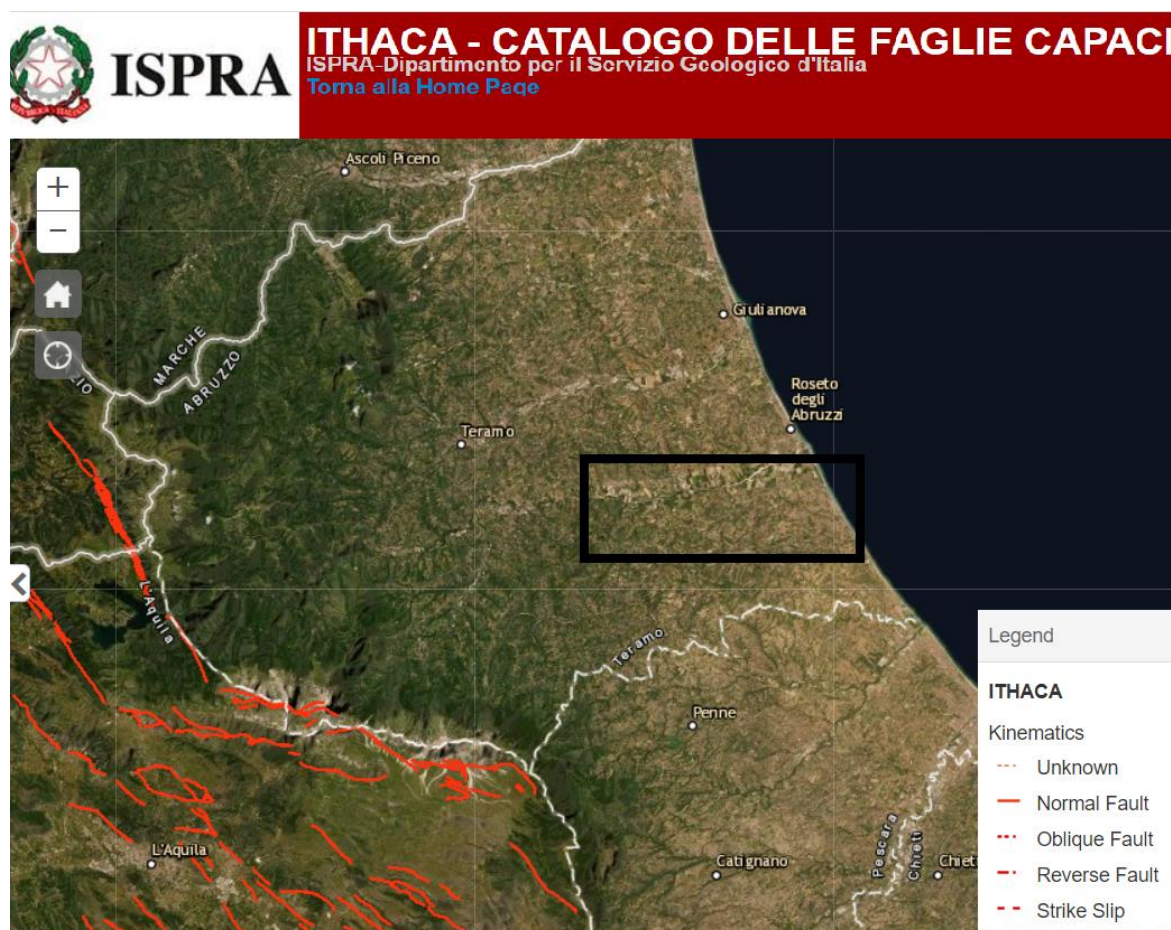 ISPRA
ITHACA - CATALOGO DELLE FAGLIE CAPACI
ISPRA-Dipartimento per il Servizio Geologico d'Italia
Torna alla Home Page
+
−
Ascoli Piceno
Giulianova
MARCHE
ABRUZZO
ZIO
Roseto
degli
Abruzzi
Teramo
L'Aquila
Teramo
Penne
L'Aquila
Catignano
Pescara
Chieti
Chieti
Legend
ITHACA
Kinematics
Unknown
Normal Fault
Oblique Fault
Reverse Fault
Strike Slip